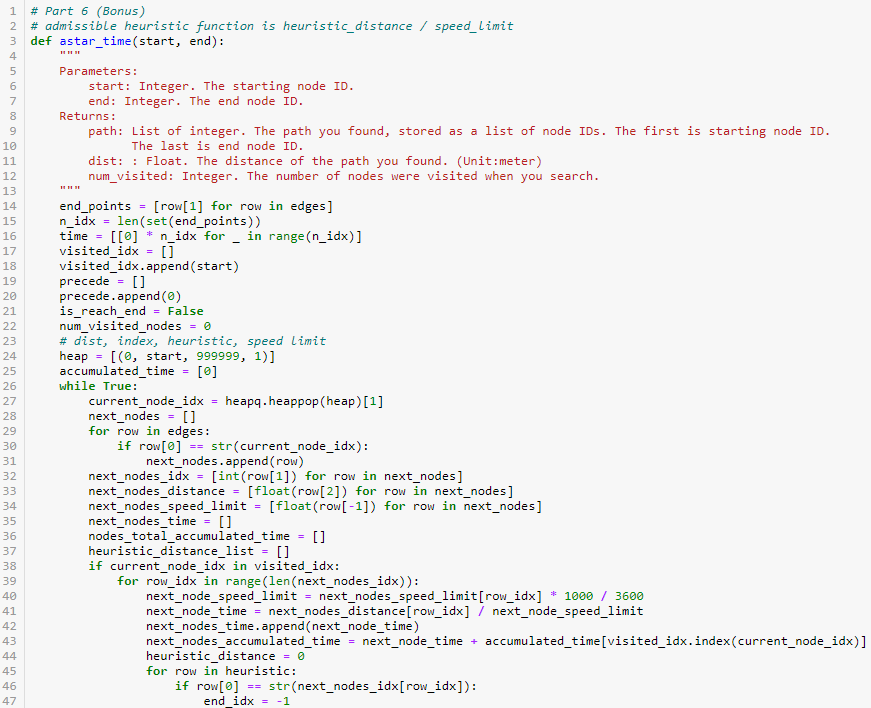 1 # Part 6 (Bonus)
2 # admissible heuristic function is heuristic_distance / speed_limit
3 def astar_time(start, end):
4     """
5     Parameters:
6         start: Integer. The starting node ID.
7         end: Integer. The end node ID.
8     Returns:
9         path: List of integer. The path you found, stored as a list of node IDs. The first is starting node ID.
10               The last is end node ID.
11         dist: : Float. The distance of the path you found. (Unit:meter)
12         num_visited: Integer. The number of nodes were visited when you search.
13     """
14     end_points = [row[1] for row in edges]
15     n_idx = len(set(end_points))
16     time = [[0] * n_idx for _ in range(n_idx)]
17     visited_idx = []
18     visited_idx.append(start)
19     precede = []
20     precede.append(0)
21     is_reach_end = False
22     num_visited_nodes = 0
23     # dist, index, heuristic, speed limit
24     heap = [(0, start, 999999, 1)]
25     accumulated_time = [0]
26     while True:
27         current_node_idx = heapq.heappop(heap)[1]
28         next_nodes = []
29         for row in edges:
30             if row[0] == str(current_node_idx):
31                 next_nodes.append(row)
32         next_nodes_idx = [int(row[1]) for row in next_nodes]
33         next_nodes_distance = [float(row[2]) for row in next_nodes]
34         next_nodes_speed_limit = [float(row[-1]) for row in next_nodes]
35         next_nodes_time = []
36         nodes_total_accumulated_time = []
37         heuristic_distance_list = []
38         if current_node_idx in visited_idx:
39             for row_idx in range(len(next_nodes_idx)):
40                 next_node_speed_limit = next_nodes_speed_limit[row_idx] * 1000 / 3600
41                 next_node_time = next_nodes_distance[row_idx] / next_node_speed_limit
42                 next_nodes_time.append(next_node_time)
43                 next_nodes_accumulated_time = next_node_time + accumulated_time[visited_idx.index(current_node_idx)]
44                 heuristic_distance = 0
45                 for row in heuristic:
46                     if row[0] == str(next_nodes_idx[row_idx]):
47                         end_idx = -1